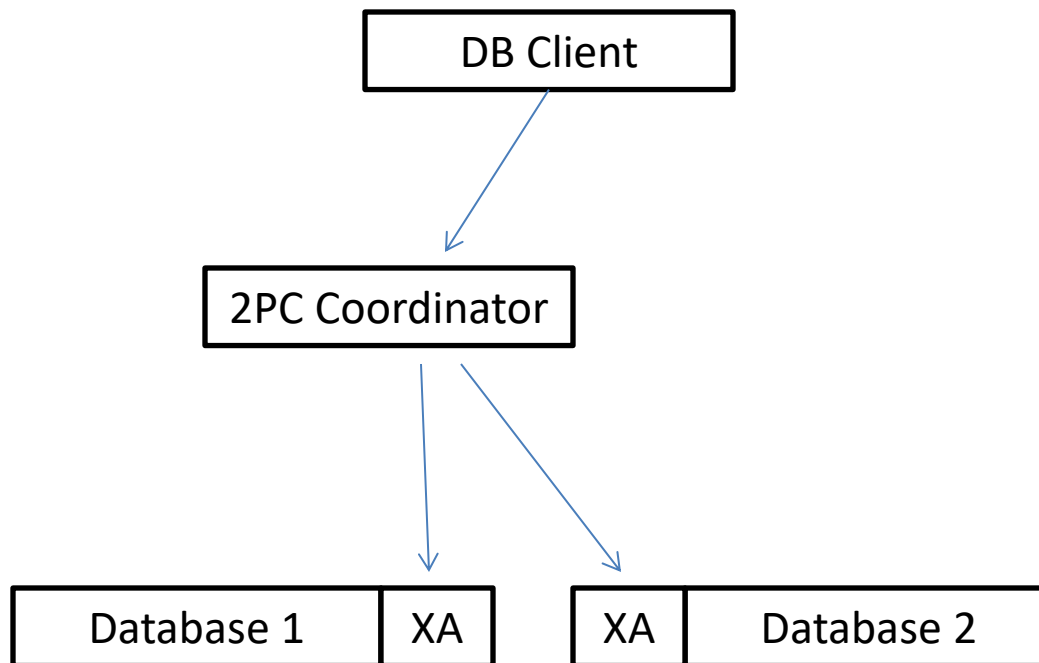 DB Client
2PC Coordinator
Database 1
XA
XA
Database 2